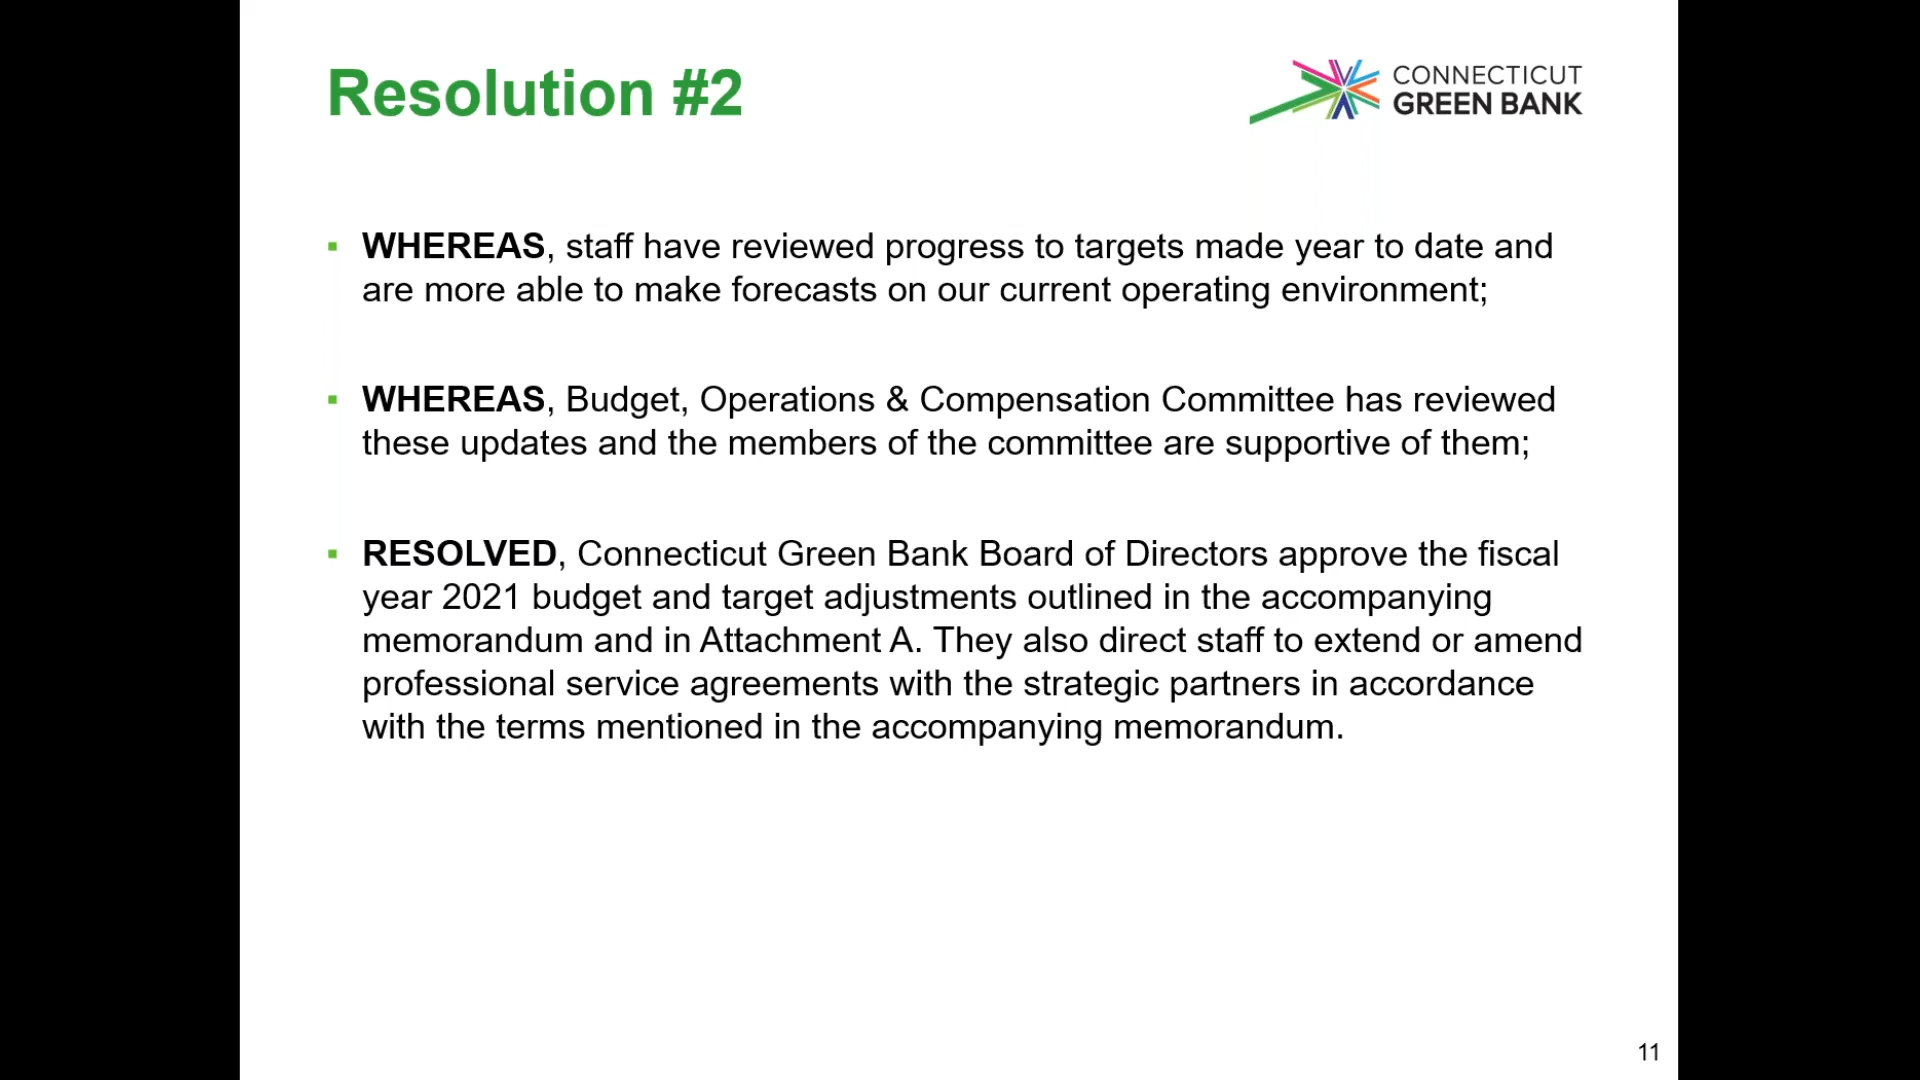 Resolution #2
CONNECTICUT
GREEN BANK
▪ WHEREAS, staff have reviewed progress to targets made year to date and
are more able to make forecasts on our current operating environment;
▪ WHEREAS, Budget, Operations & Compensation Committee has reviewed
these updates and the members of the committee are supportive of them;
▪ RESOLVED, Connecticut Green Bank Board of Directors approve the fiscal
year 2021 budget and target adjustments outlined in the accompanying
memorandum and in Attachment A. They also direct staff to extend or amend
professional service agreements with the strategic partners in accordance
with the terms mentioned in the accompanying memorandum.
11